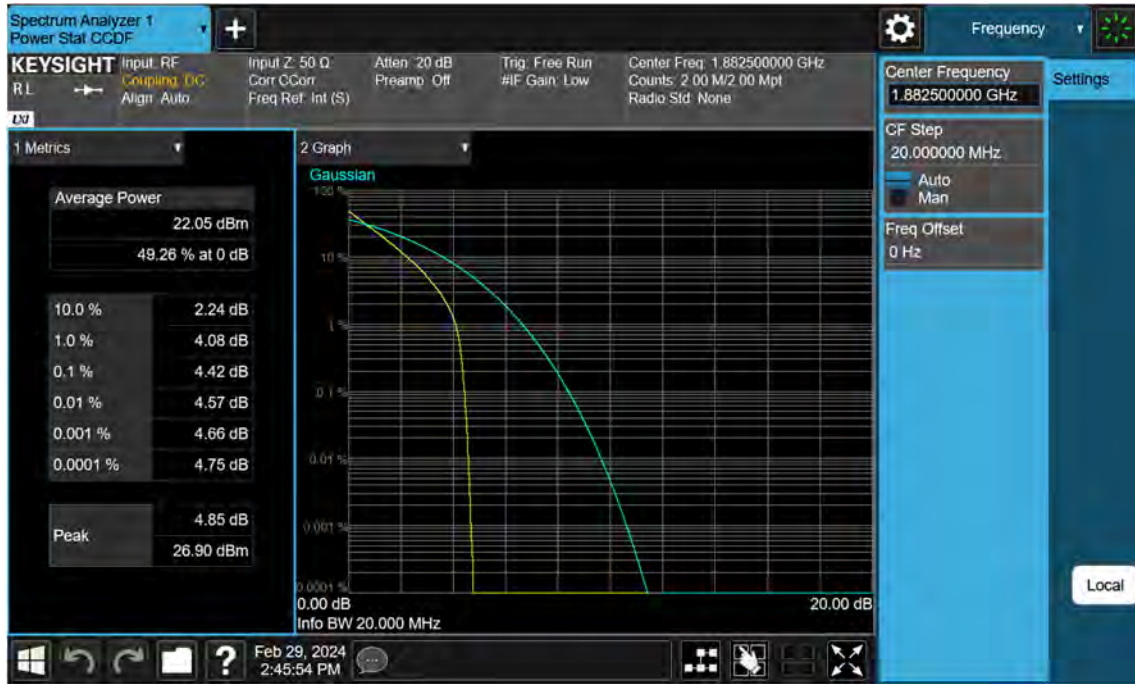 Spectrum Analyzer 1
Power Stat CCDF
Frequency
KEYSIGHT
RL
LXI
Input: RF
Coupling: DC
Align: Auto
Input Z: 50 Ω
Corr CCorr
Freq Ref: Int (S)
Atten: 20 dB
Preamp: Off
Trig: Free Run
#IF Gain: Low
Center Freq: 1.882500000 GHz
Counts: 2.00 M/2.00 Mpt
Radio Std: None
Center Frequency
1.882500000 GHz
Settings
CF Step
20.000000 MHz
Auto
Man
Freq Offset
0 Hz
1 Metrics
Average Power
22.05 dBm
49.26 % at 0 dB
10.0 % 2.24 dB
1.0 % 4.08 dB
0.1 % 4.42 dB
0.01 % 4.57 dB
0.001 % 4.66 dB
0.0001 % 4.75 dB
Peak
4.85 dB
26.90 dBm
2 Graph
Gaussian
100 %
10 %
1 %
0.1 %
0.01 %
0.001 %
0.0001 %
0.00 dB
20.00 dB
Info BW 20.000 MHz
Local
?
Feb 29, 2024
2:45:54 PM